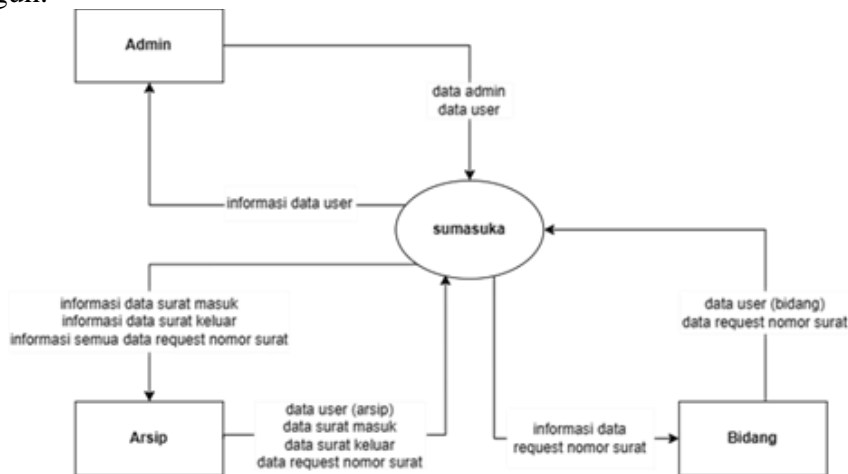 Admin
data admin
data user
informasi data user
sumasuka
informasi data surat masuk
informasi data surat keluar
informasi semua data request nomor surat
data user (bidang)
data request nomor surat
Arsip
data user (arsip)
data surat masuk
data surat keluar
data request nomor surat
informasi data
request nomor surat
Bidang